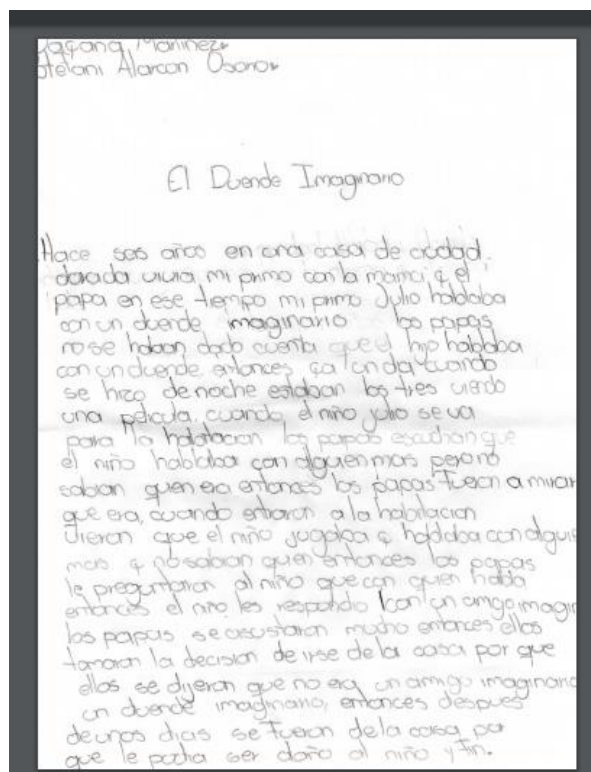 Dayana Martinez
Stefani Alarcon Osorio
El Duende Imaginario
Hace seis años en una casa de ciudad
dorada vivia mi primo con la mama y el
papa en ese tiempo mi primo Julio hablaba
con un duende imaginario los papas
no se habian dado cuenta que el hijo hablaba
con un duende, entonces ya un dia cuando
se hizo de noche estaban los tres viendo
una pelicula, cuando el niño julio se va
para la habitacion los papas escuchan que
el niño hablaba con alguien mas pero no
sabian quien era entonces los papas fueron a mirar
que era, cuando entraron a la habitacion
vieron que el niño jugaba y hablaba con alguie
mas y no sabian quien entonces los papas
le preguntaron al niño que con quien habla
entonces el niño les respondio con un amigo imagin
los papas se asustaron mucho entonces ellos
tomaron la decision de irse de la casa por que
ellos se dijeron que no era un amigo imaginario
un duende imaginario, entonces despues
de unos dias se fueron de la casa por
que le podia ser daño al niño y fin.